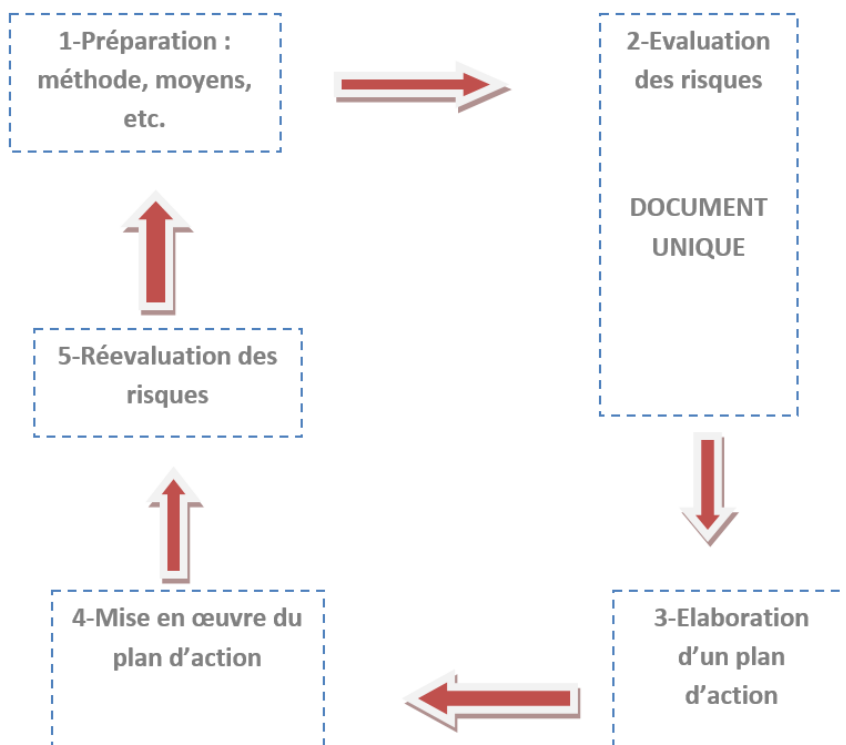 1-Préparation :
méthode, moyens,
etc.
2-Evaluation
des risques
DOCUMENT
UNIQUE
3-Elaboration
d’un plan
d’action
4-Mise en œuvre du
plan d’action
5-Réevaluation des
risques